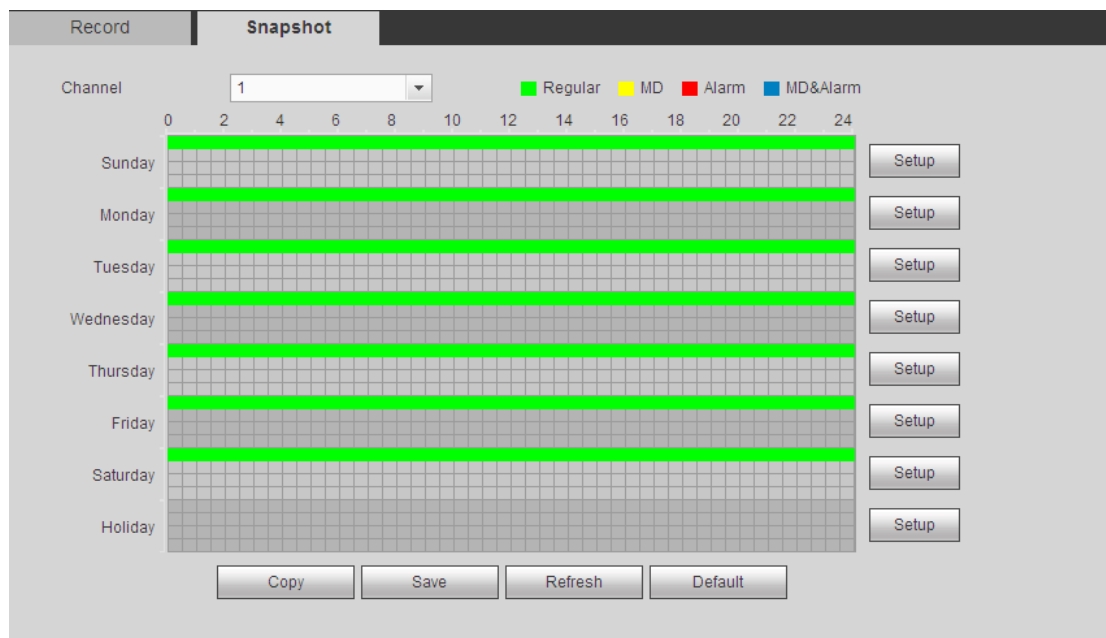 Record Snapshot
Channel 1 Regular MD Alarm MD&Alarm
0 2 4 6 8 10 12 14 16 18 20 22 24
Sunday Setup
Monday Setup
Tuesday Setup
Wednesday Setup
Thursday Setup
Friday Setup
Saturday Setup
Holiday Setup
Copy Save Refresh Default